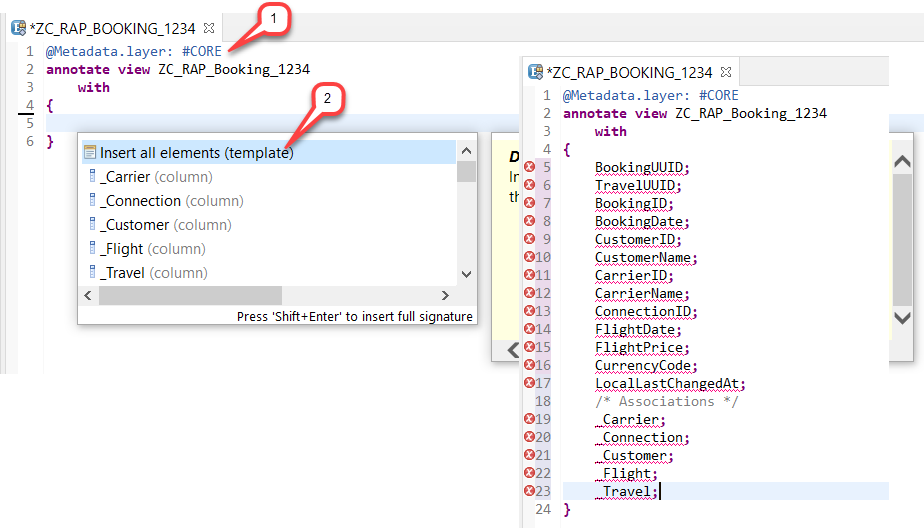 *ZC_RAP_BOOKING_1234
1 @Metadata.layer: #CORE
2 annotate view ZC_RAP_Booking_1234
3 with
4 {
5
6 }
1
2
Insert all elements (template)
_Carrier (column)
_Connection (column)
_Customer (column)
_Flight (column)
_Travel (column)
Press 'Shift+Enter' to insert full signature
*ZC_RAP_BOOKING_1234
1 @Metadata.layer: #CORE
2 annotate view ZC_RAP_Booking_1234
3 with
4 {
5 BookingUUID;
6 TravelUUID;
7 BookingID;
8 BookingDate;
9 CustomerID;
10 CustomerName;
11 CarrierID;
12 CarrierName;
13 ConnectionID;
14 FlightDate;
15 FlightPrice;
16 CurrencyCode;
17 LocalLastChangedAt;
18 /* Associations */
19 _Carrier;
20 _Connection;
21 _Customer;
22 _Flight;
23 _Travel;
24 }